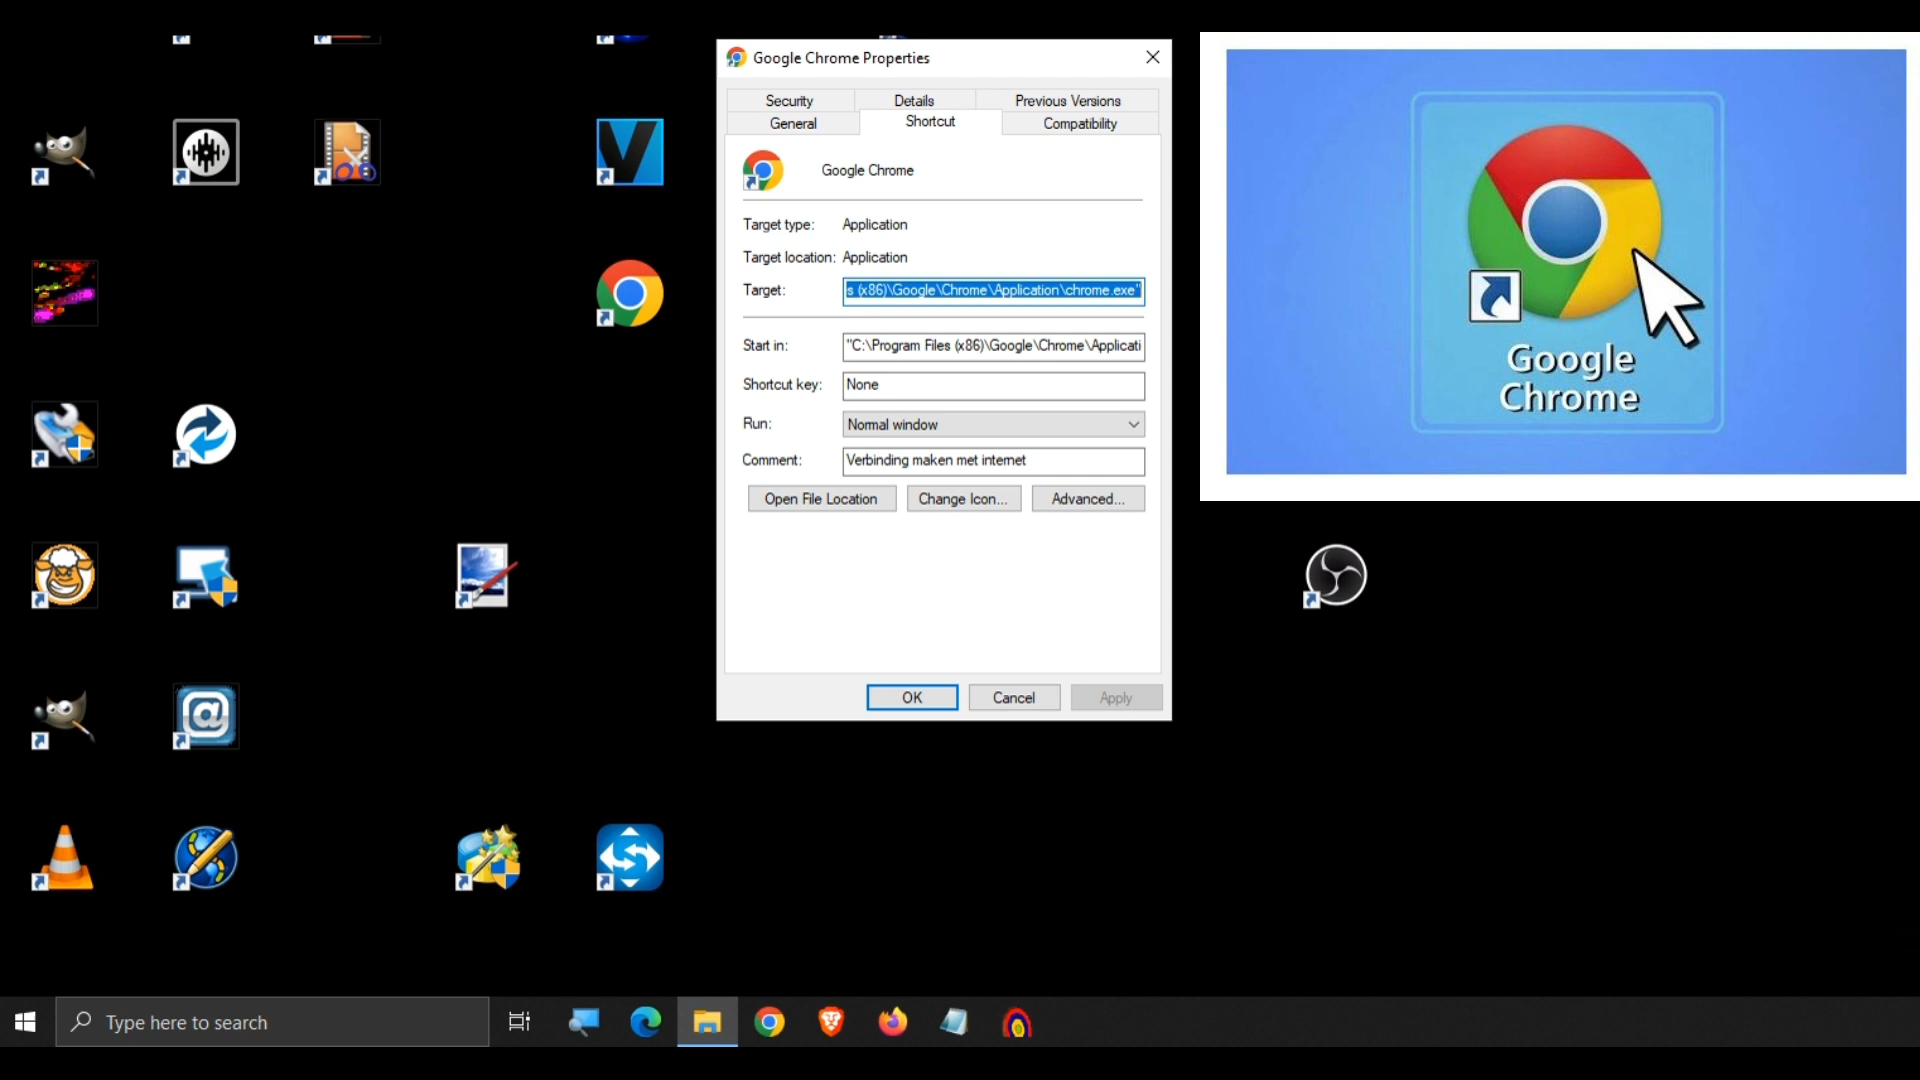 Google Chrome Properties
Security
Details
Previous Versions
General
Shortcut
Compatibility
Google Chrome
Target type: Application
Target location: Application
Target: s (x86)\Google\Chrome\Application\chrome.exe"
Start in: "C:\Program Files (x86)\Google\Chrome\Applicati
Shortcut key: None
Run: Normal window
Comment: Verbinding maken met internet
Open File Location
Change Icon...
Advanced...
OK
Cancel
Apply
Google
Chrome
Type here to search